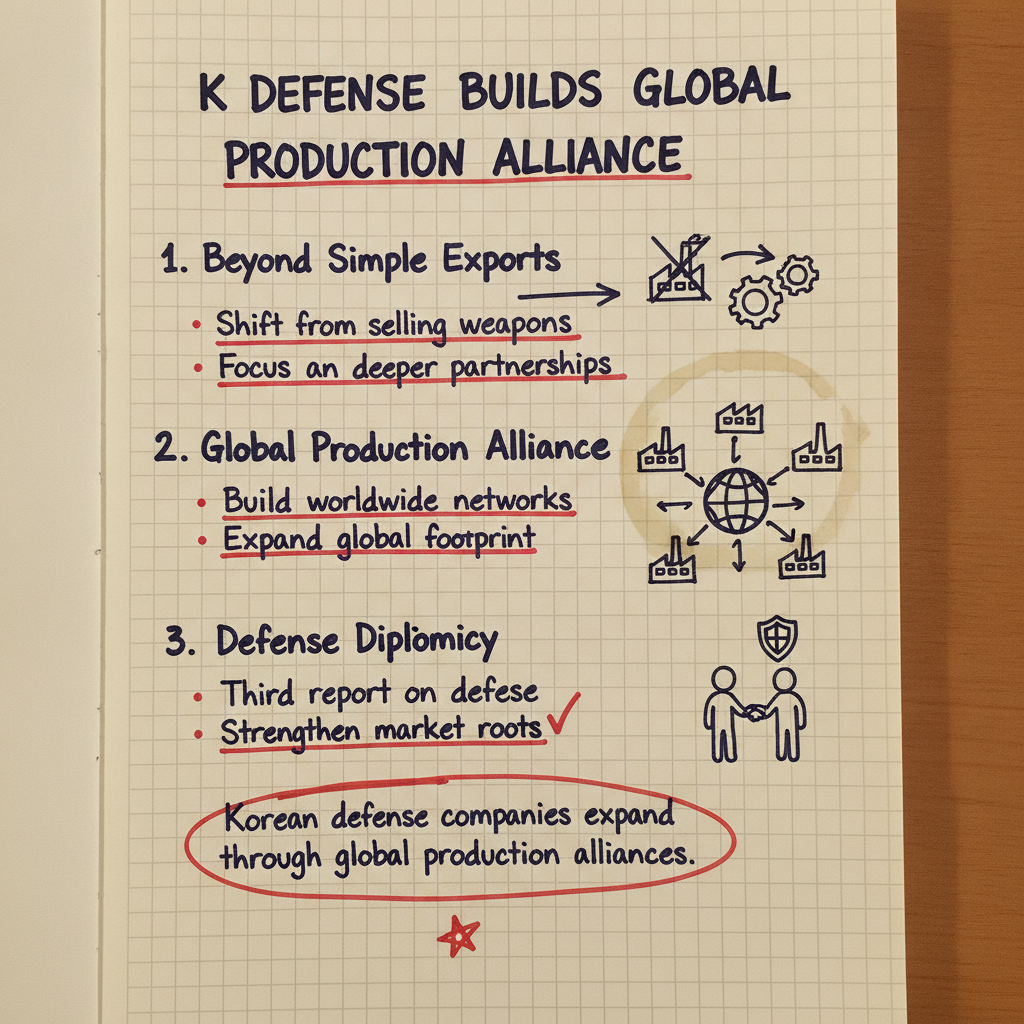 K DEFENSE BUILDS GLOBAL
PRODUCTION ALLIANCE
1. Beyond Simple Exports
• Shift from selling weapons
• Focus an deeper partnerships
2. Global Production Alliance
• Build worldwide networks
• Expand global footprint
3. Defense Diplomicy
• Third report on defese
• Strengthen market roots
Korean defense companies expand
through global production alliances.